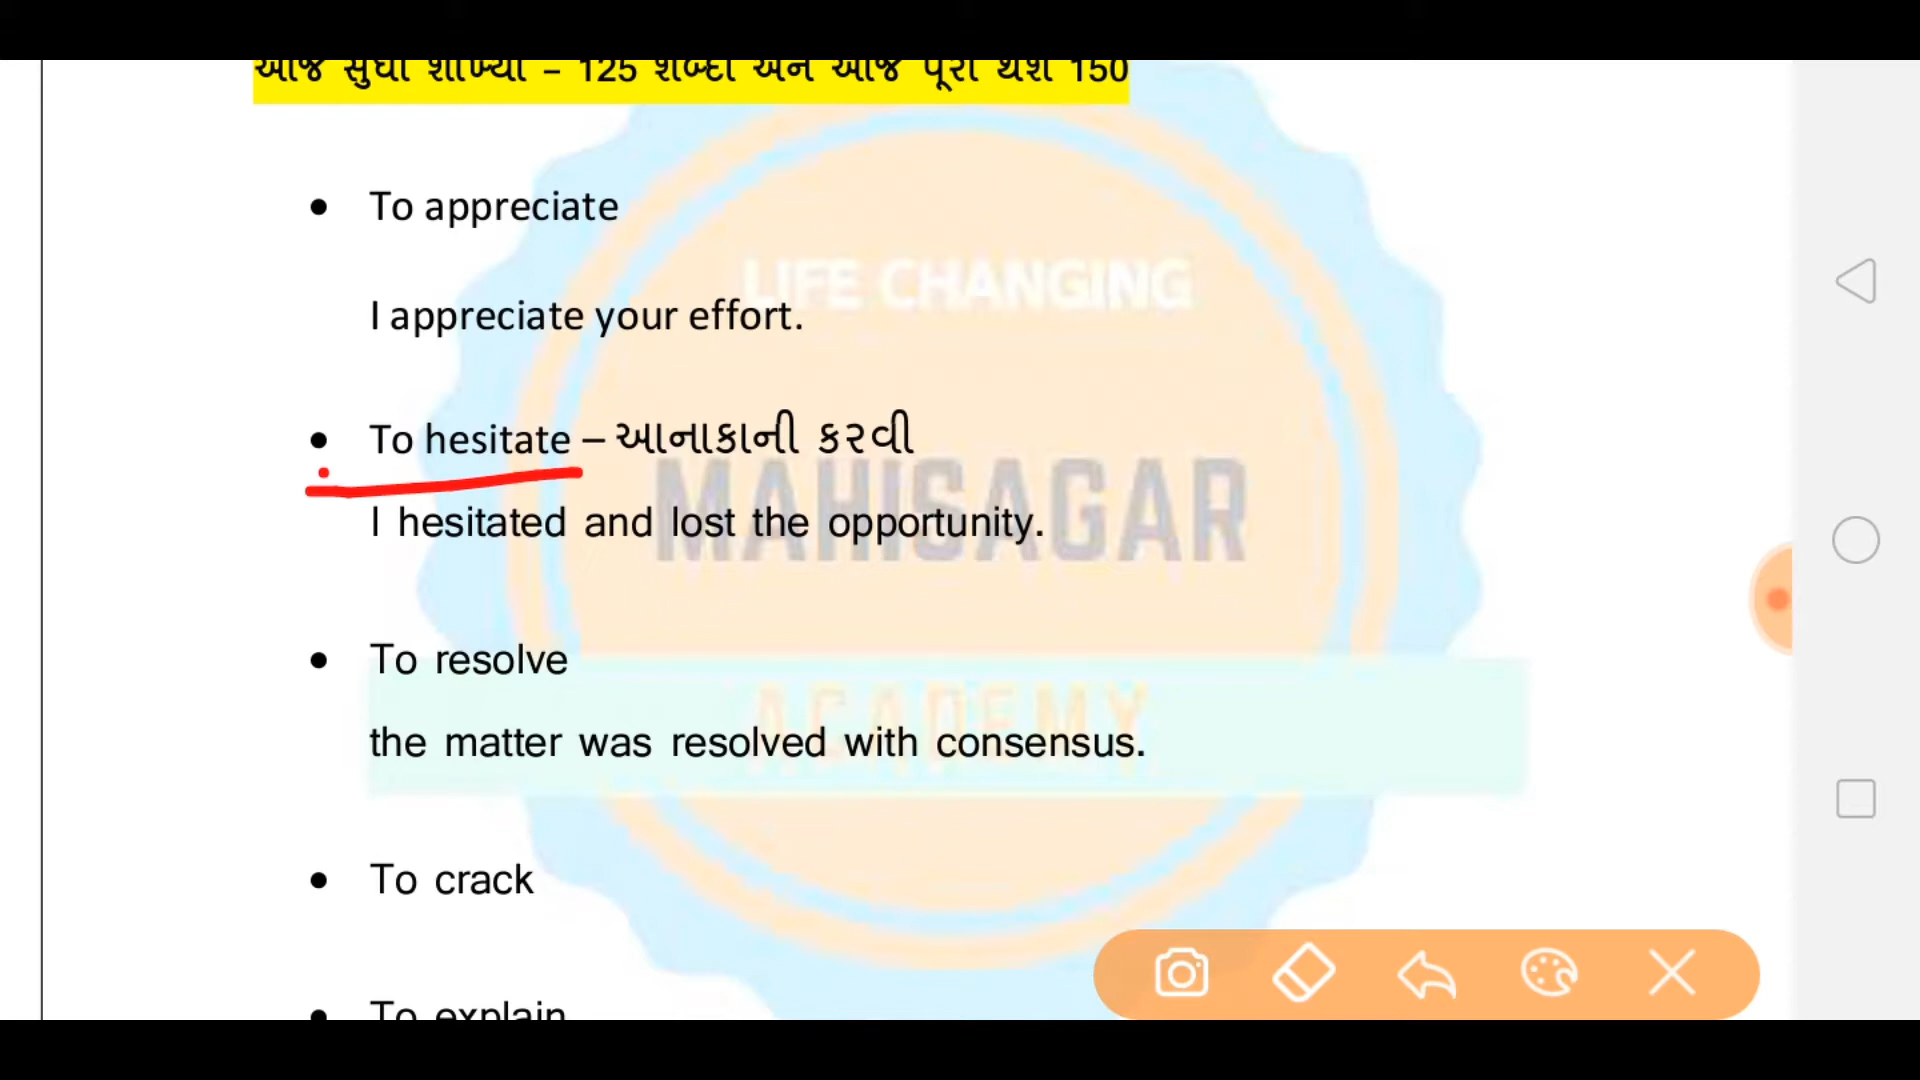 આજ સુધી શીખ્યા – 125 શબ્દો અને આજે પૂરા થશે 150
• To appreciate
LIFE CHANGING
I appreciate your effort.
• To hesitate – આનાકાની કરવી
MAHISAGAR
I hesitated and lost the opportunity.
• To resolve
ACADEMY
the matter was resolved with consensus.
• To crack
• To explain